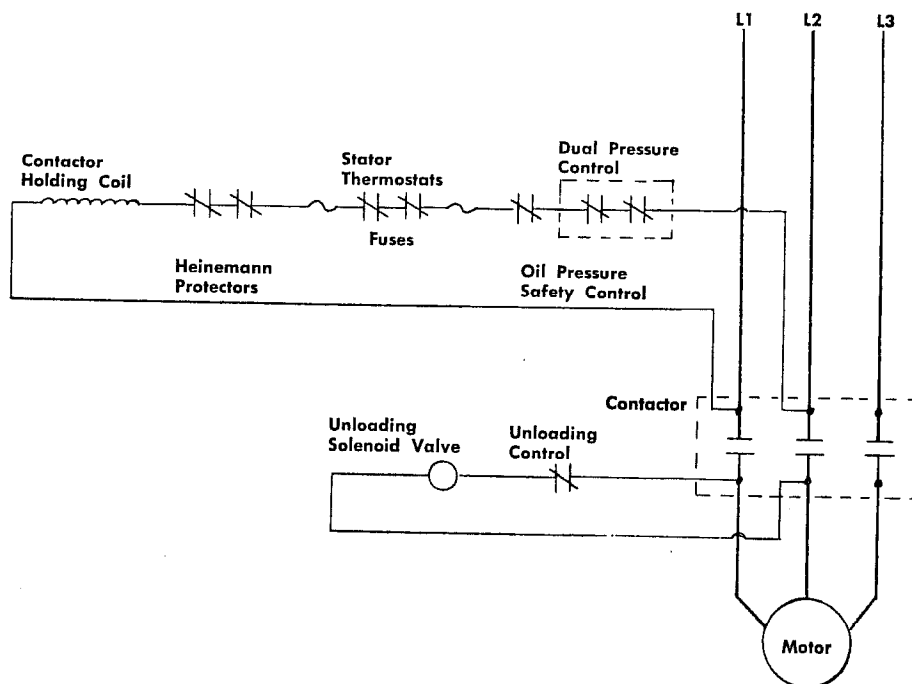 L1
L2
L3
Dual Pressure
Control
Contactor
Holding Coil
Stator
Thermostats
Fuses
Heinemann
Protectors
Oil Pressure
Safety Control
Contactor
Unloading
Solenoid Valve
Unloading
Control
Motor